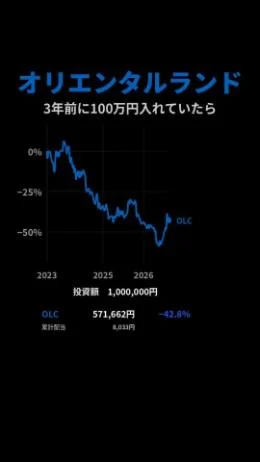 オリエンタルランド
3年前に100万円入れていたら
0%
−25%
−50%
OLC
2023 2025 2026
投資額 1,000,000円
OLC 571,662円 −42.8%
累計配当 8,033円